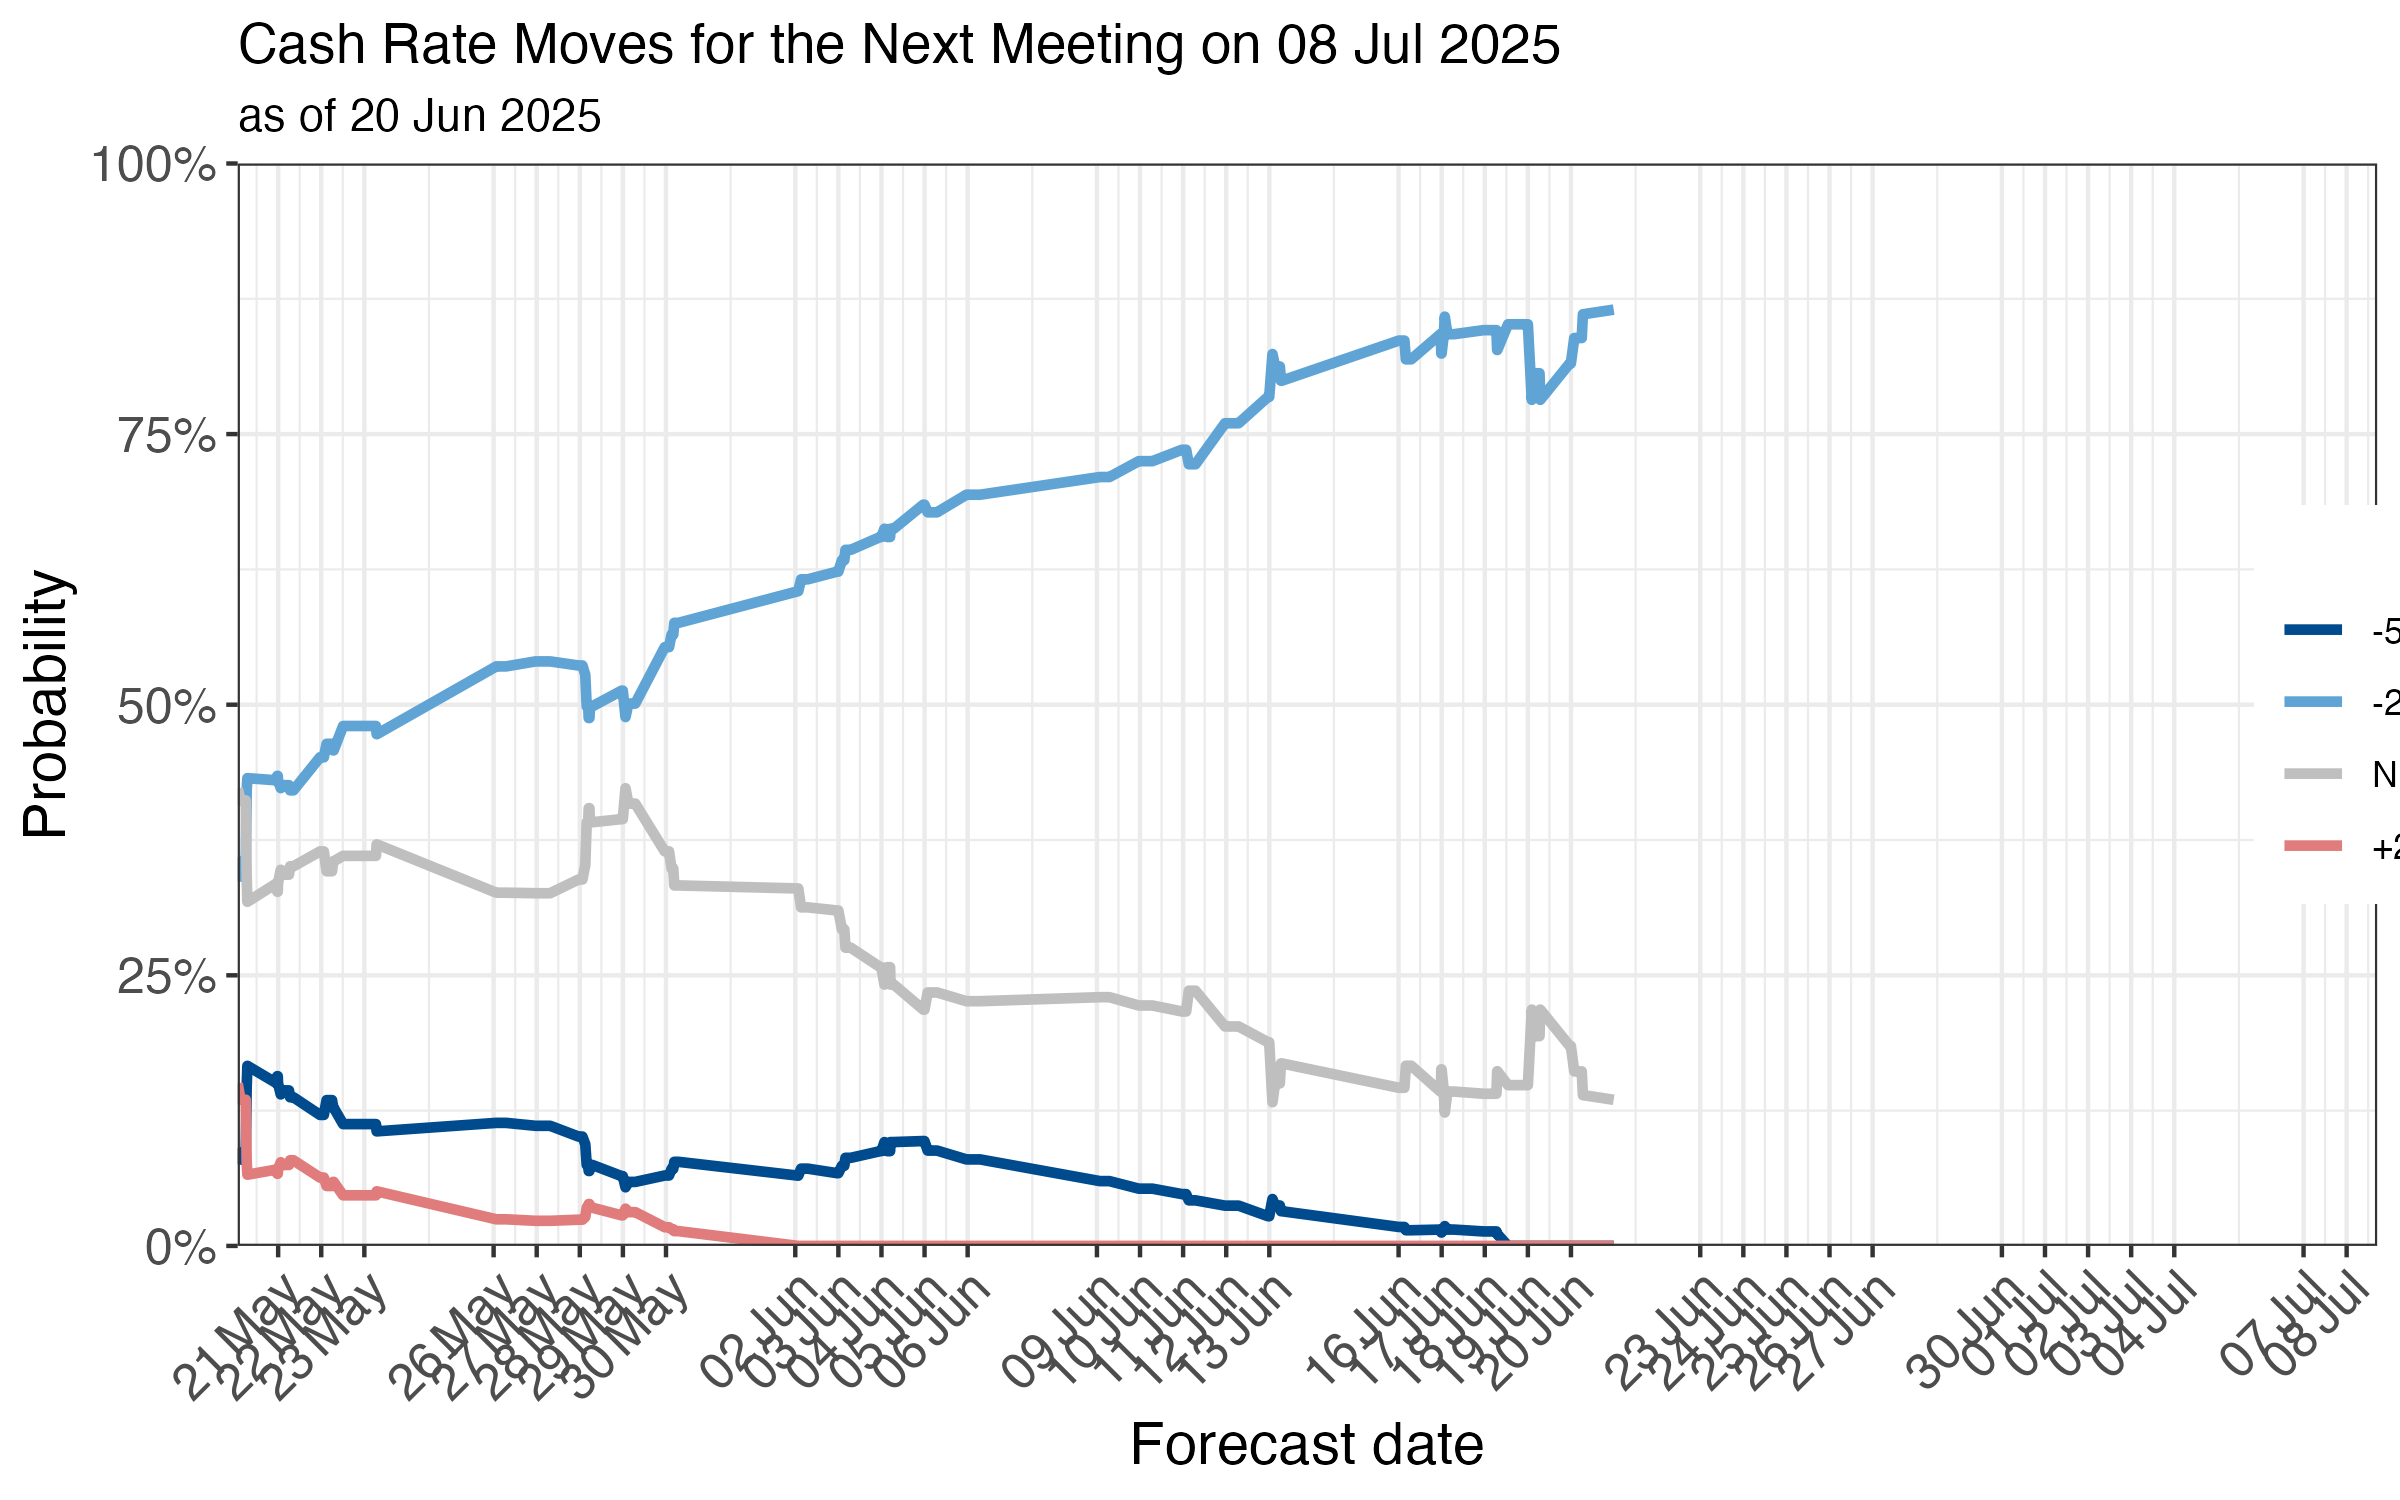 Cash Rate Moves for the Next Meeting on 08 Jul 2025
as of 20 Jun 2025
100%
75%
50%
25%
0%
Probability
-5
-2
N
+2
21 May
22 May
23 May
26 May
27 May
28 May
29 May
30 May
02 Jun
03 Jun
04 Jun
05 Jun
06 Jun
09 Jun
10 Jun
11 Jun
12 Jun
13 Jun
16 Jun
17 Jun
18 Jun
19 Jun
20 Jun
23 Jun
24 Jun
25 Jun
26 Jun
27 Jun
30 Jun
01 Jul
02 Jul
03 Jul
04 Jul
07 Jul
08 Jul
Forecast date